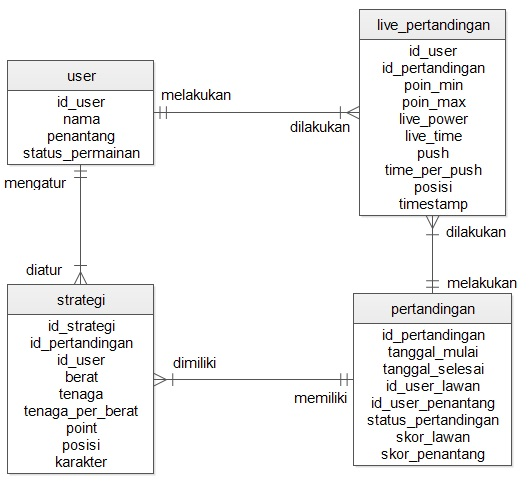 live_pertandingan
id_user
id_pertandingan
poin_min
poin_max
live_power
live_time
push
time_per_push
posisi
timestamp
user
id_user
nama
penantang
status_permainan
melakukan
dilakukan
mengatur
diatur
dilakukan
melakukan
strategi
id_strategi
id_pertandingan
id_user
berat
tenaga
tenaga_per_berat
point
posisi
karakter
dimiliki
memiliki
pertandingan
id_pertandingan
tanggal_mulai
tanggal_selesai
id_user_lawan
id_user_penantang
status_pertandingan
skor_lawan
skor_penantang